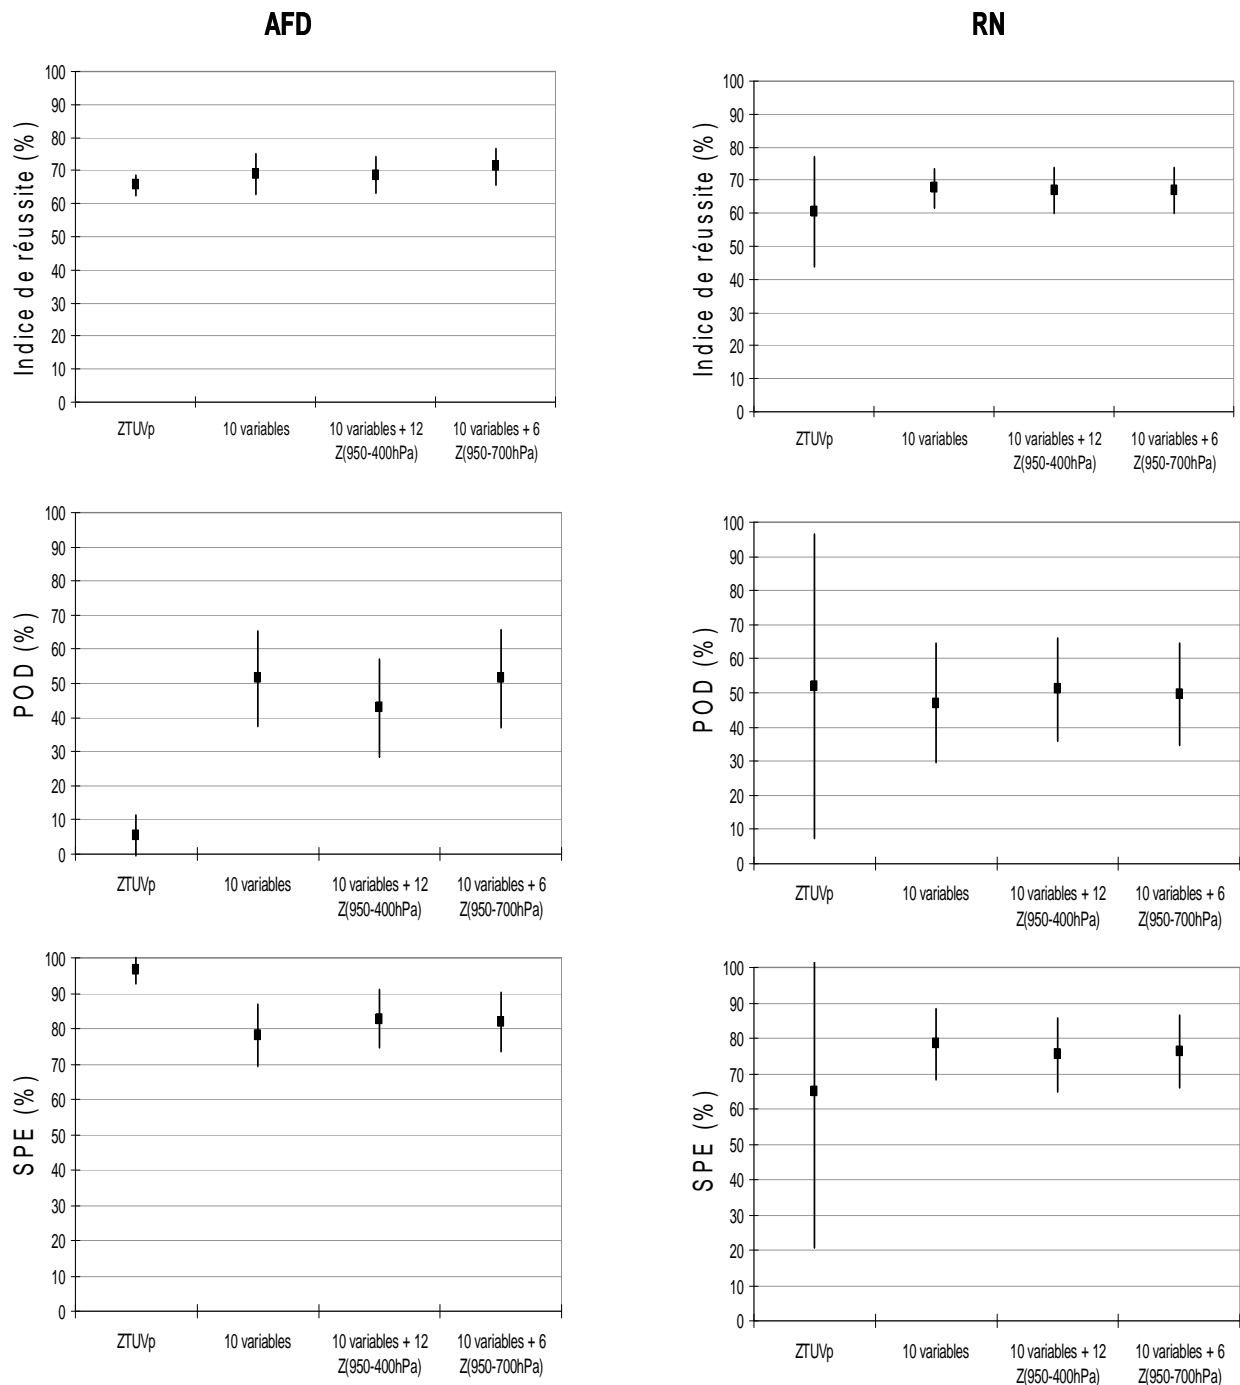 AFD
RN
Indice de réussite (%)
100
90
80
70
60
50
40
30
20
10
0
ZTUVp
10 variables
10 variables + 12
Z(950-400hPa)
10 variables + 6
Z(950-700hPa)
Indice de réussite (%)
100
90
80
70
60
50
40
30
20
10
0
ZTUVp
10 variables
10 variables + 12
Z(950-400hPa)
10 variables + 6
Z(950-700hPa)
POD (%)
100
90
80
70
60
50
40
30
20
10
0
ZTUVp
10 variables
10 variables + 12
Z(950-400hPa)
10 variables + 6
Z(950-700hPa)
POD (%)
100
90
80
70
60
50
40
30
20
10
0
ZTUVp
10 variables
10 variables + 12
Z(950-400hPa)
10 variables + 6
Z(950-700hPa)
SPE (%)
100
90
80
70
60
50
40
30
20
10
0
ZTUVp
10 variables
10 variables + 12
Z(950-400hPa)
10 variables + 6
Z(950-700hPa)
SPE (%)
100
90
80
70
60
50
40
30
20
10
0
ZTUVp
10 variables
10 variables + 12
Z(950-400hPa)
10 variables + 6
Z(950-700hPa)